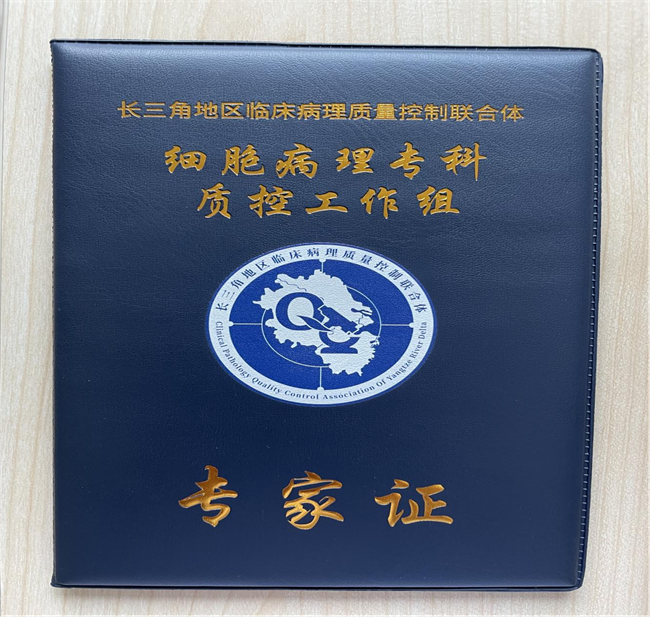 长三角地区临床病理质量控制联合体
细胞病理专科
质控工作组
长三角地区临床病理质量控制联合体
QC
Clinical Pathology Quality Control Association Of Yangtze River Delta
专家证